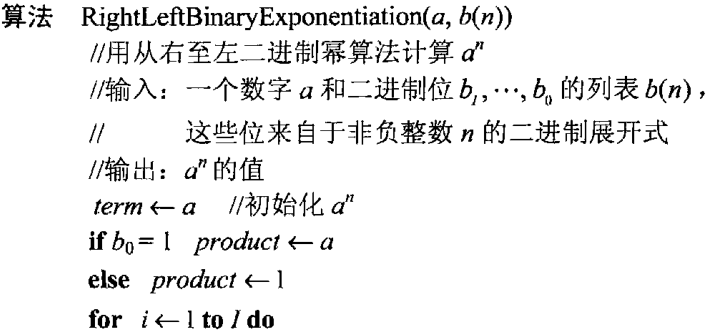 算法 RightLeftBinaryExponentiation(a, b(n))
//用从右至左二进制幂算法计算 aⁿ
//输入：一个数字 a 和二进制位 b_I,⋯,b₀ 的列表 b(n)，
// 这些位来自于非负整数 n 的二进制展开式
//输出：aⁿ 的值
term ← a //初始化 aⁿ
if b₀ = 1 product ← a
else product ← 1
for i ← 1 to I do